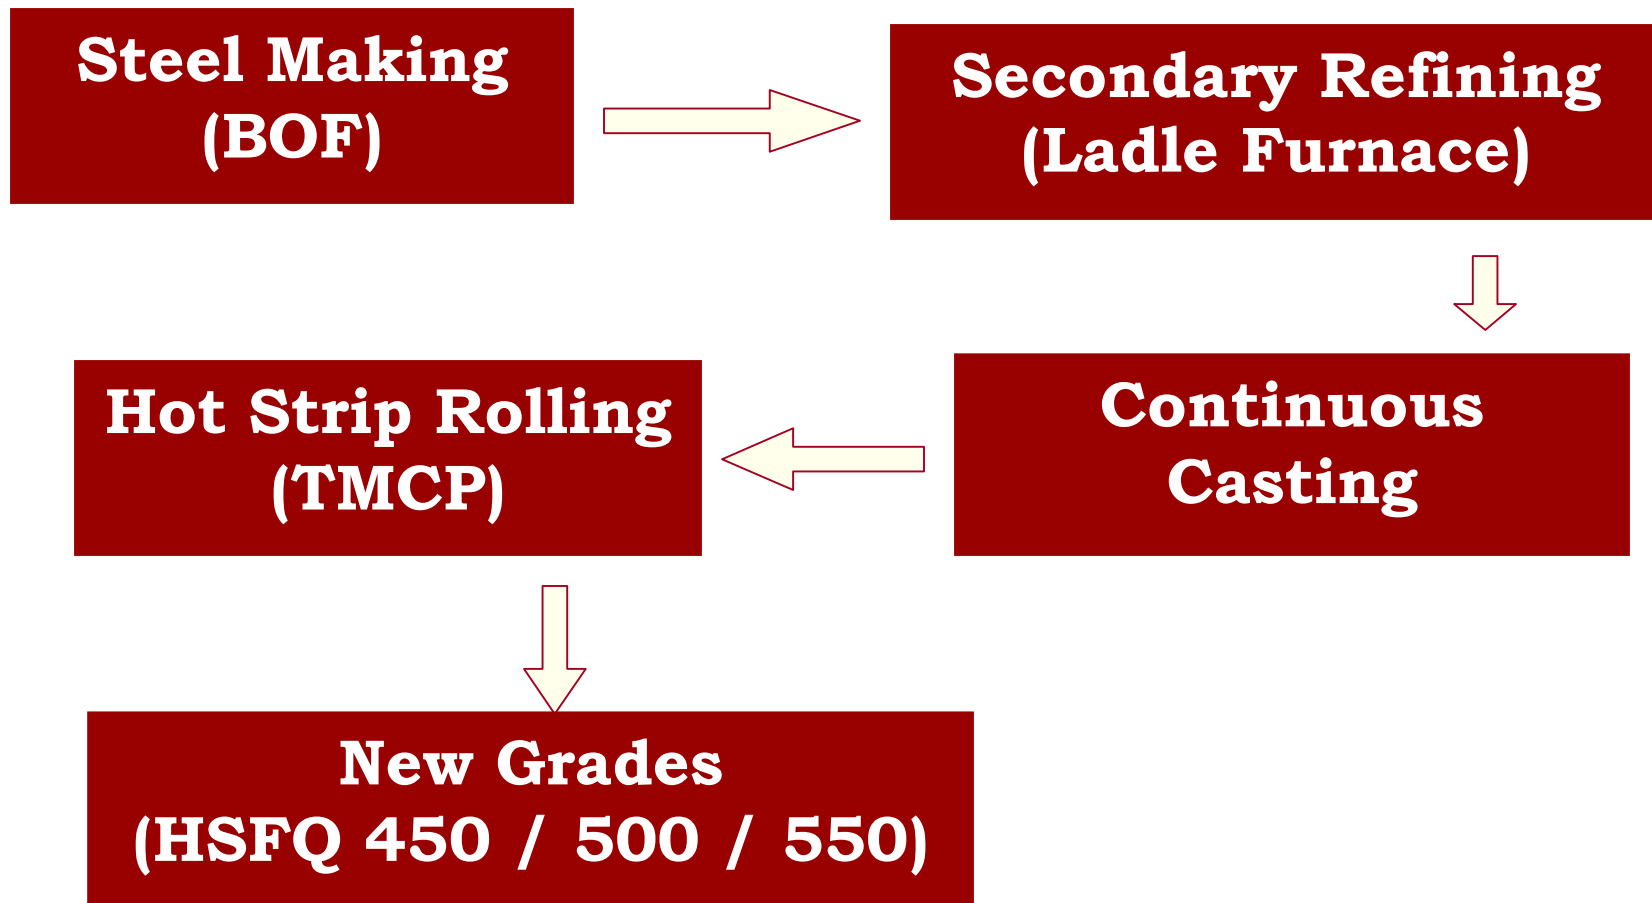 Steel Making
(BOF)
Secondary Refining
(Ladle Furnace)
Continuous
Casting
Hot Strip Rolling
(TMCP)
New Grades
(HSFQ 450 / 500 / 550)